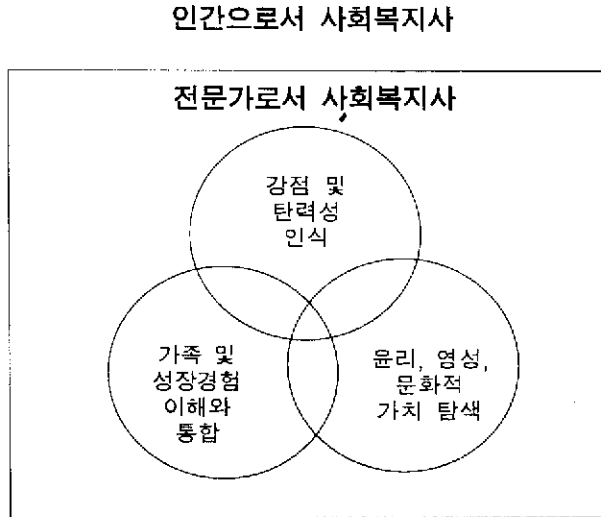 인간으로서 사회복지사
전문가로서 사회복지사
강점 및
탄력성
인식
가족 및
성장경험
이해와
통합
윤리, 영성,
문화적
가치 탐색